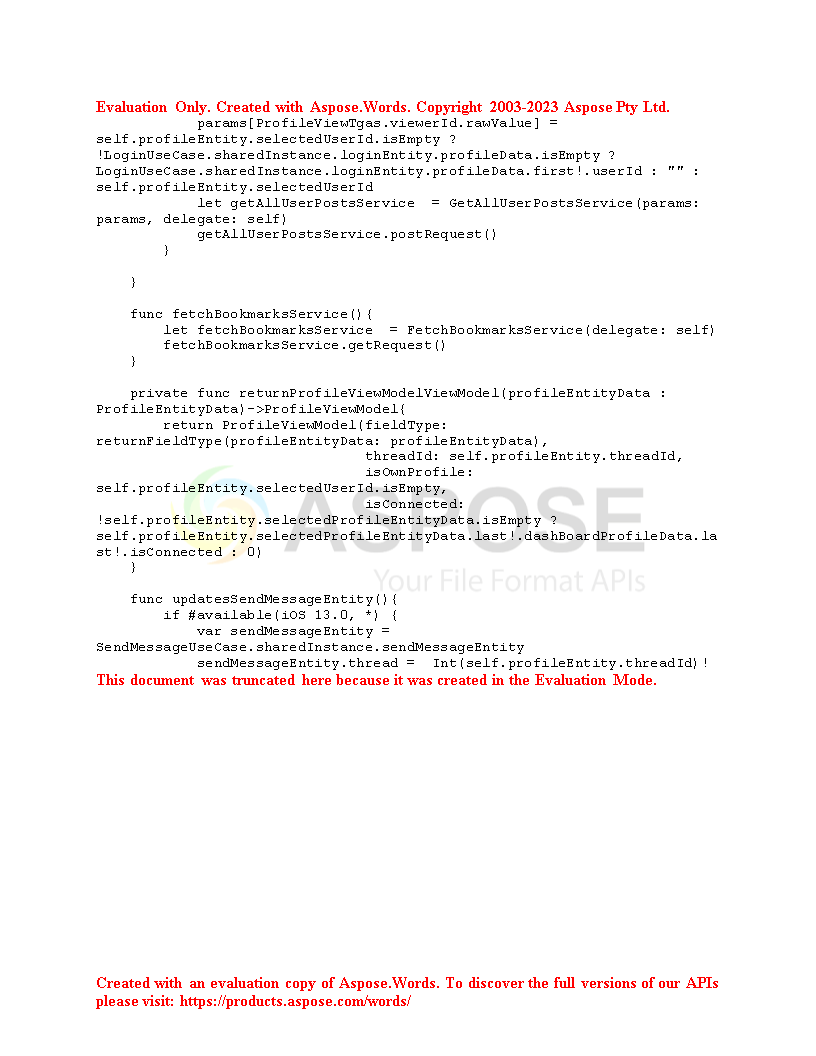 Evaluation Only. Created with Aspose.Words. Copyright 2003-2023 Aspose Pty Ltd.
            params[ProfileViewTgas.viewerId.rawValue] =
self.profileEntity.selectedUserId.isEmpty ?
!LoginUseCase.sharedInstance.loginEntity.profileData.isEmpty ?
LoginUseCase.sharedInstance.loginEntity.profileData.first!.userId : "" :
self.profileEntity.selectedUserId
            let getAllUserPostsService  = GetAllUserPostsService(params:
params, delegate: self)
            getAllUserPostsService.postRequest()
        }
    }
    func fetchBookmarksService(){
        let fetchBookmarksService  = FetchBookmarksService(delegate: self)
        fetchBookmarksService.getRequest()
    }
    private func returnProfileViewModelViewModel(profileEntityData :
ProfileEntityData)->ProfileViewModel{
        return ProfileViewModel(fieldType:
returnFieldType(profileEntityData: profileEntityData),
                                threadId: self.profileEntity.threadId,
                                isOwnProfile:
self.profileEntity.selectedUserId.isEmpty,
                                isConnected:
!self.profileEntity.selectedProfileEntityData.isEmpty ?
self.profileEntity.selectedProfileEntityData.last!.dashBoardProfileData.la
st!.isConnected : 0)
    }
ASPOSE
Your File Format APIs
    func updatesSendMessageEntity(){
        if #available(iOS 13.0, *) {
            var sendMessageEntity =
SendMessageUseCase.sharedInstance.sendMessageEntity
            sendMessageEntity.thread =  Int(self.profileEntity.threadId)!
This document was truncated here because it was created in the Evaluation Mode.
Created with an evaluation copy of Aspose.Words. To discover the full versions of our APIs
please visit: https://products.aspose.com/words/